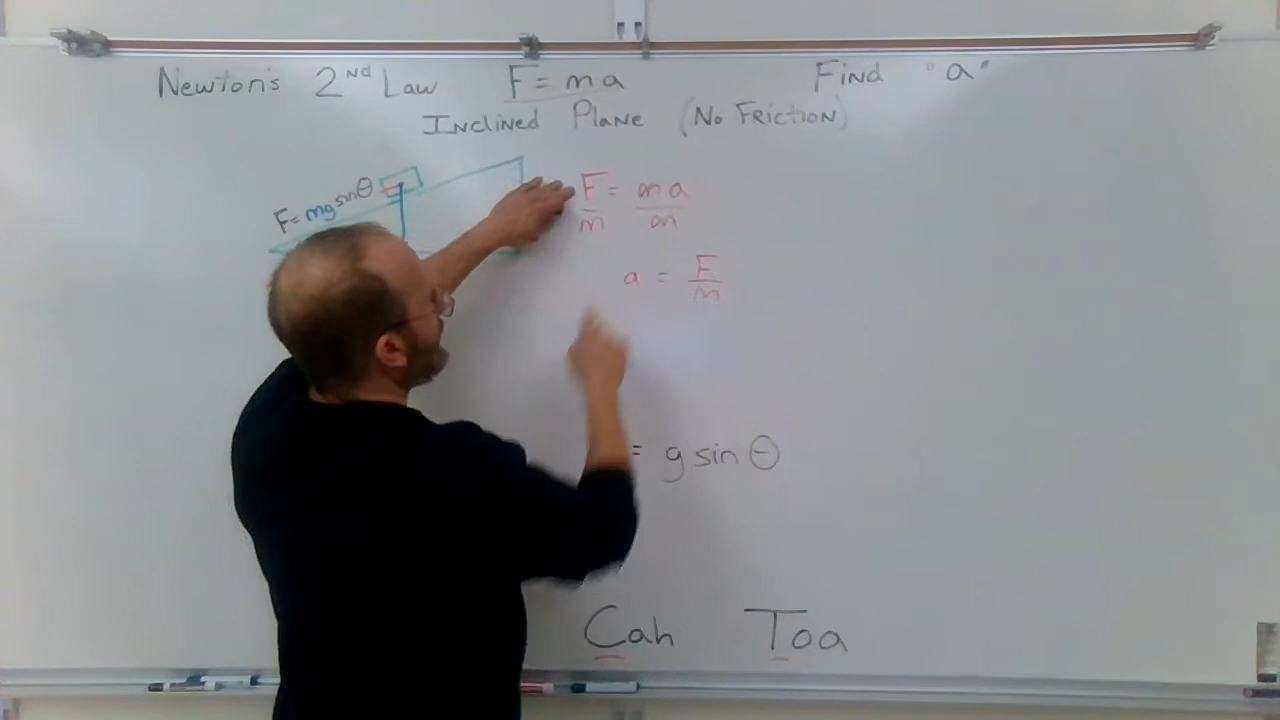 Newton's 2nd Law F = ma Find "a"
Inclined Plane (No Friction)
F=mg sinθ
F = ma
m m
a = F
m
= g sin θ
Cah Toa